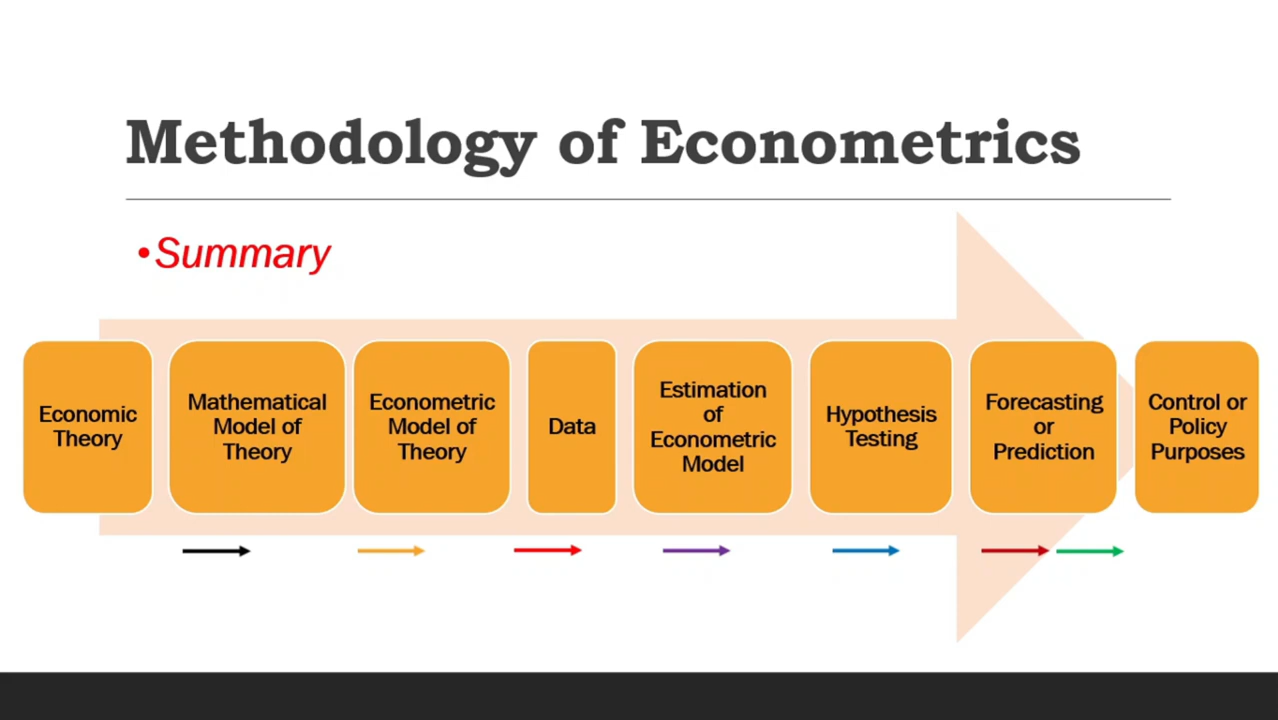 Methodology of Econometrics
•Summary
Economic
Theory
Mathematical
Model of
Theory
Econometric
Model of
Theory
Data
Estimation
of
Econometric
Model
Hypothesis
Testing
Forecasting
or
Prediction
Control or
Policy
Purposes